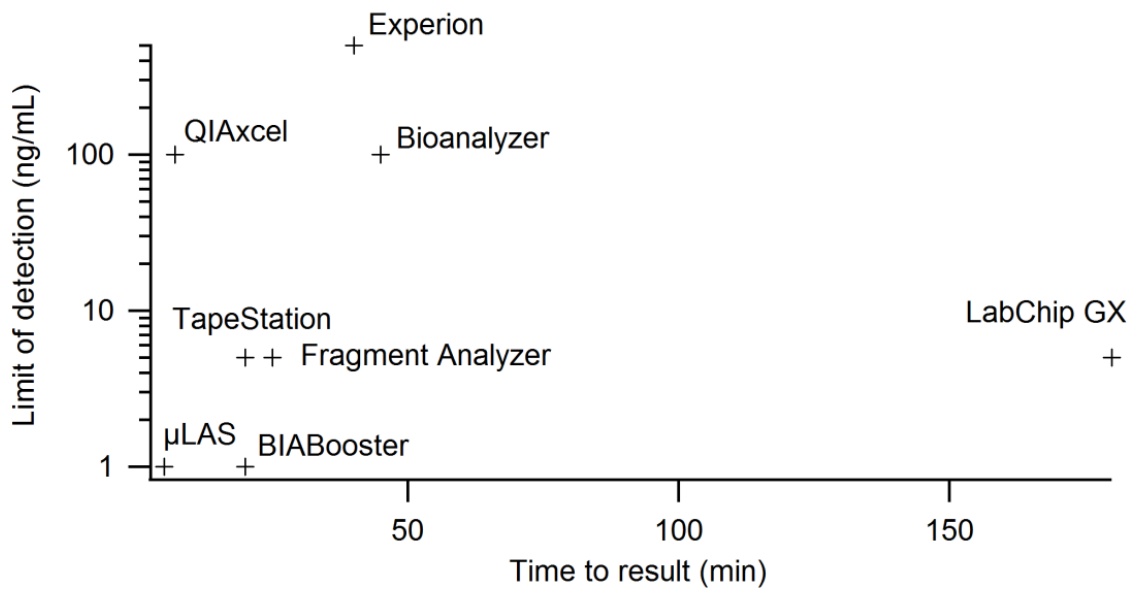 Experion
QIAxcel
Bioanalyzer
100
LabChip GX
10
TapeStation
Fragment Analyzer
µLAS
BIABooster
1
50
100
150
Time to result (min)
Limit of detection (ng/mL)